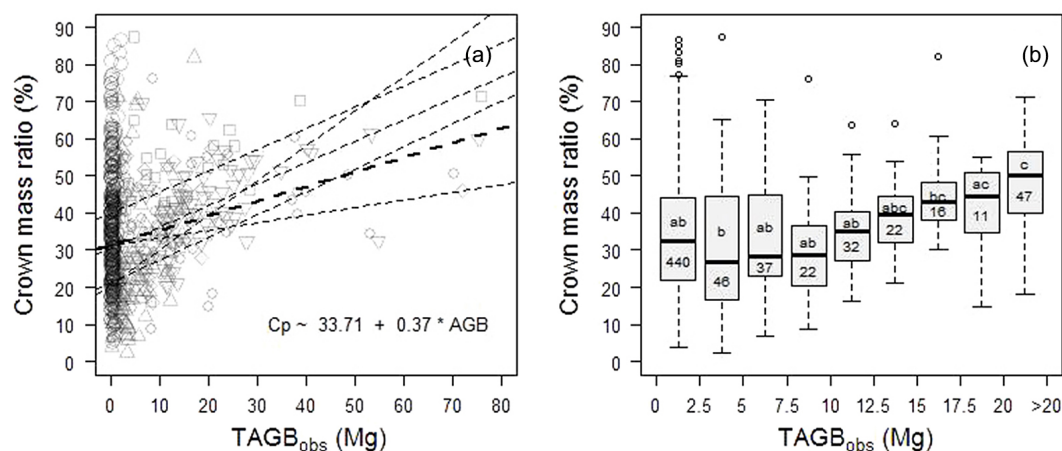 (a)
Crown mass ratio (%)
90
80
70
60
50
40
30
20
10
0
Cp ~ 33.71 + 0.37 * AGB
0 10 20 30 40 50 60 70 80
TAGBobs (Mg)
(b)
Crown mass ratio (%)
90
80
70
60
50
40
30
20
10
0
ab b ab ab ab abc bc ac c
440 46 37 22 32 22 16 11 47
0 2.5 5 7.5 10 12.5 15 17.5 20 >20
TAGBobs (Mg)